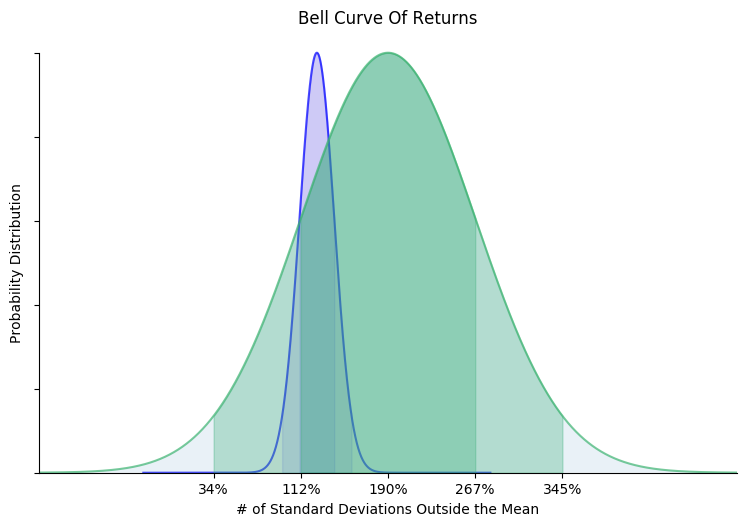 Bell Curve Of Returns
Probability Distribution
34% 112% 190% 267% 345%
# of Standard Deviations Outside the Mean